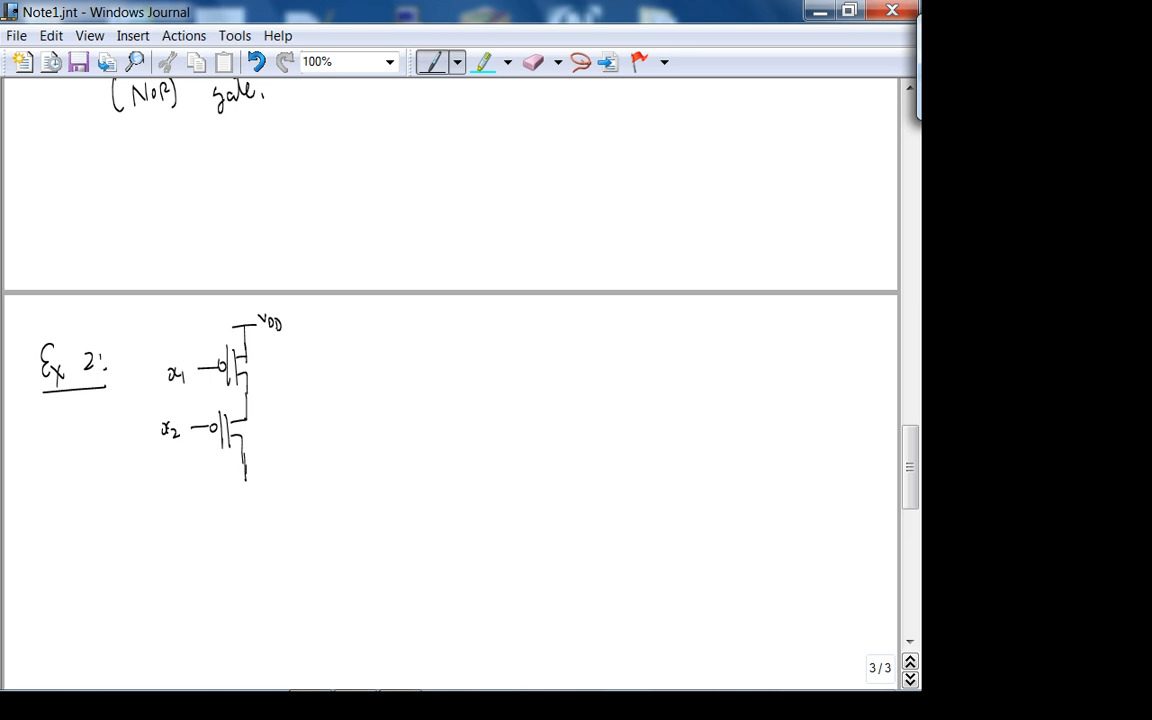 Note1.jnt - Windows Journal
File Edit View Insert Actions Tools Help
100%
(NOR) gate.
VDD
Ex 2:
x1
x2
3 / 3